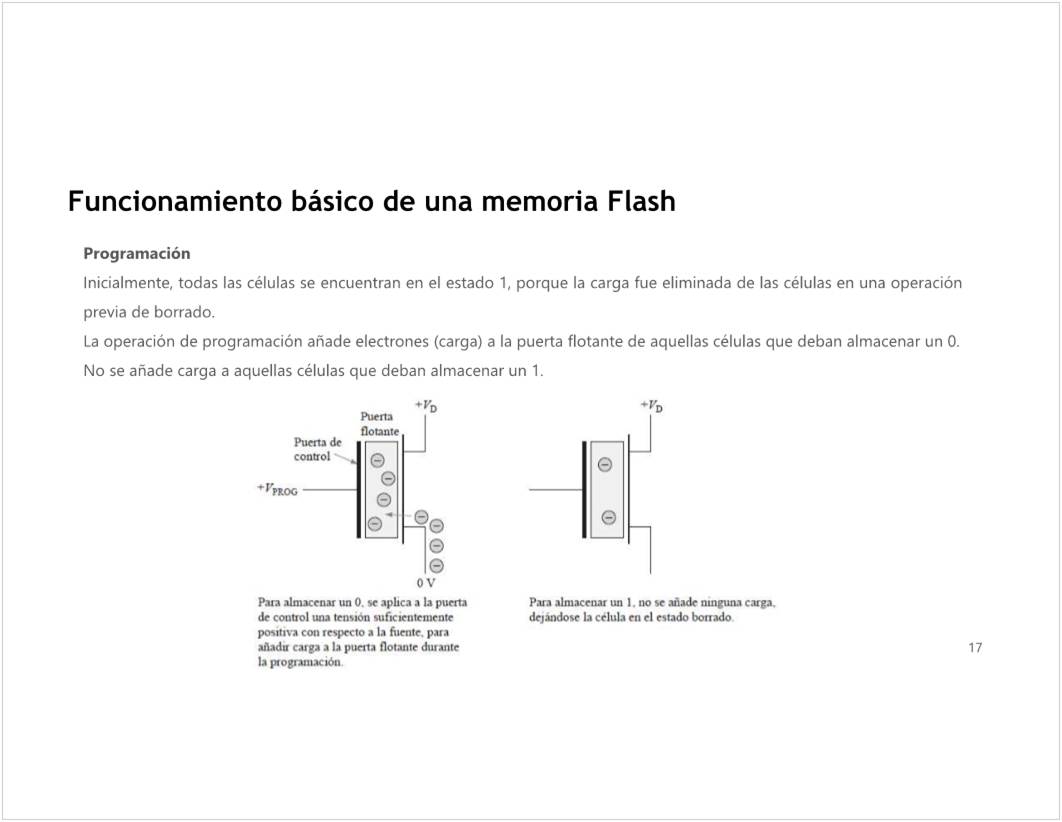 Funcionamiento básico de una memoria Flash
Programación
Inicialmente, todas las células se encuentran en el estado 1, porque la carga fue eliminada de las células en una operación
previa de borrado.
La operación de programación añade electrones (carga) a la puerta flotante de aquellas células que deban almacenar un 0.
No se añade carga a aquellas células que deban almacenar un 1.
+VD
Puerta
flotante
Puerta de
control
+VPROG
0 V
Para almacenar un 0, se aplica a la puerta
de control una tensión suficientemente
positiva con respecto a la fuente, para
añadir carga a la puerta flotante durante
la programación.
+VD
Para almacenar un 1, no se añade ninguna carga,
dejándose la célula en el estado borrado.
17